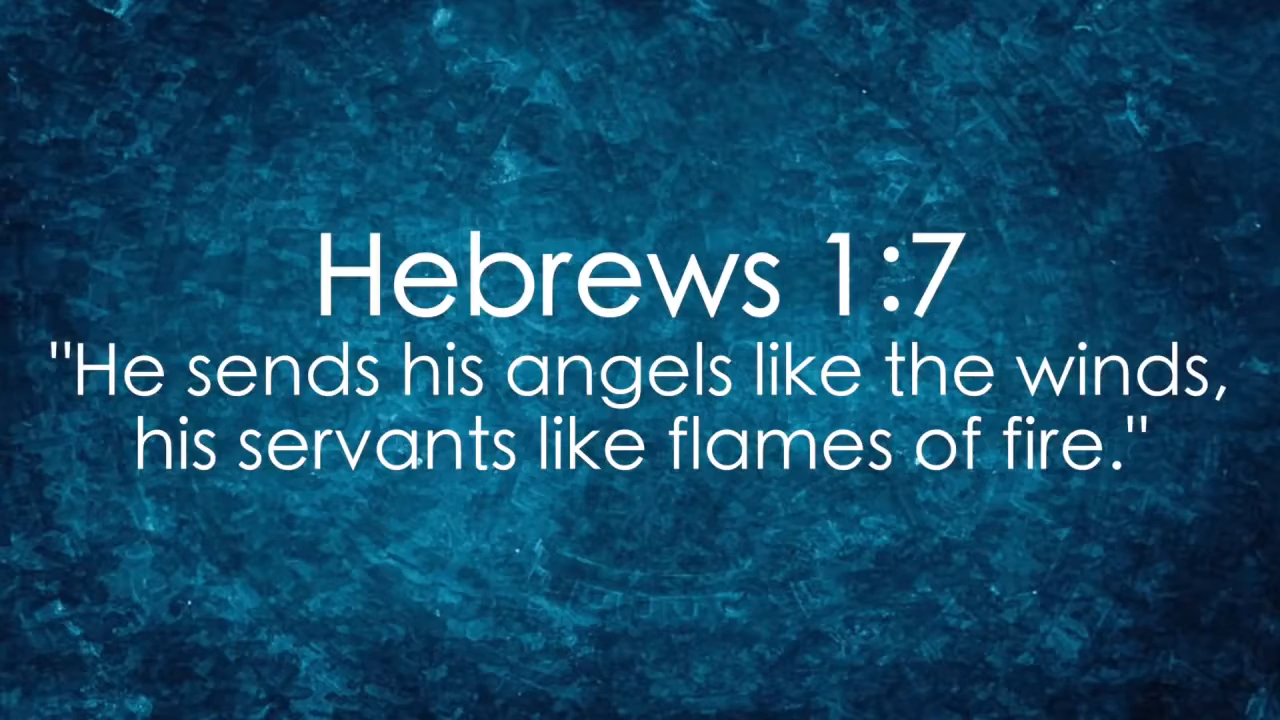 Hebrews 1:7
"He sends his angels like the winds,
his servants like flames of fire."